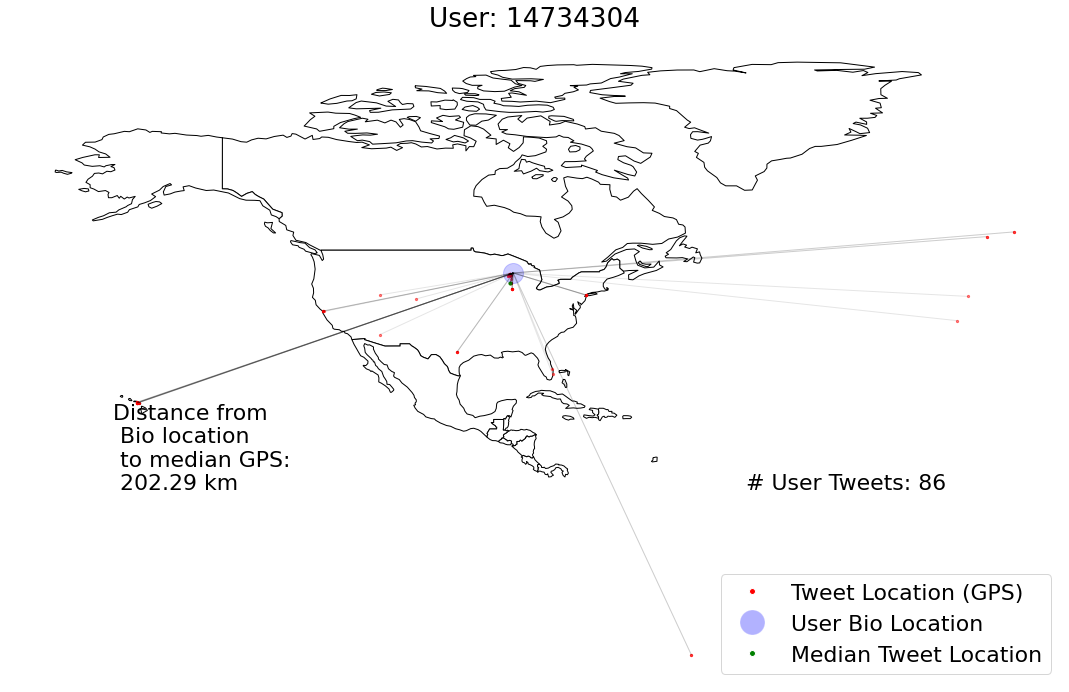 User: 14734304
Distance from
Bio location
to median GPS:
202.29 km
# User Tweets: 86
Tweet Location (GPS)
User Bio Location
Median Tweet Location